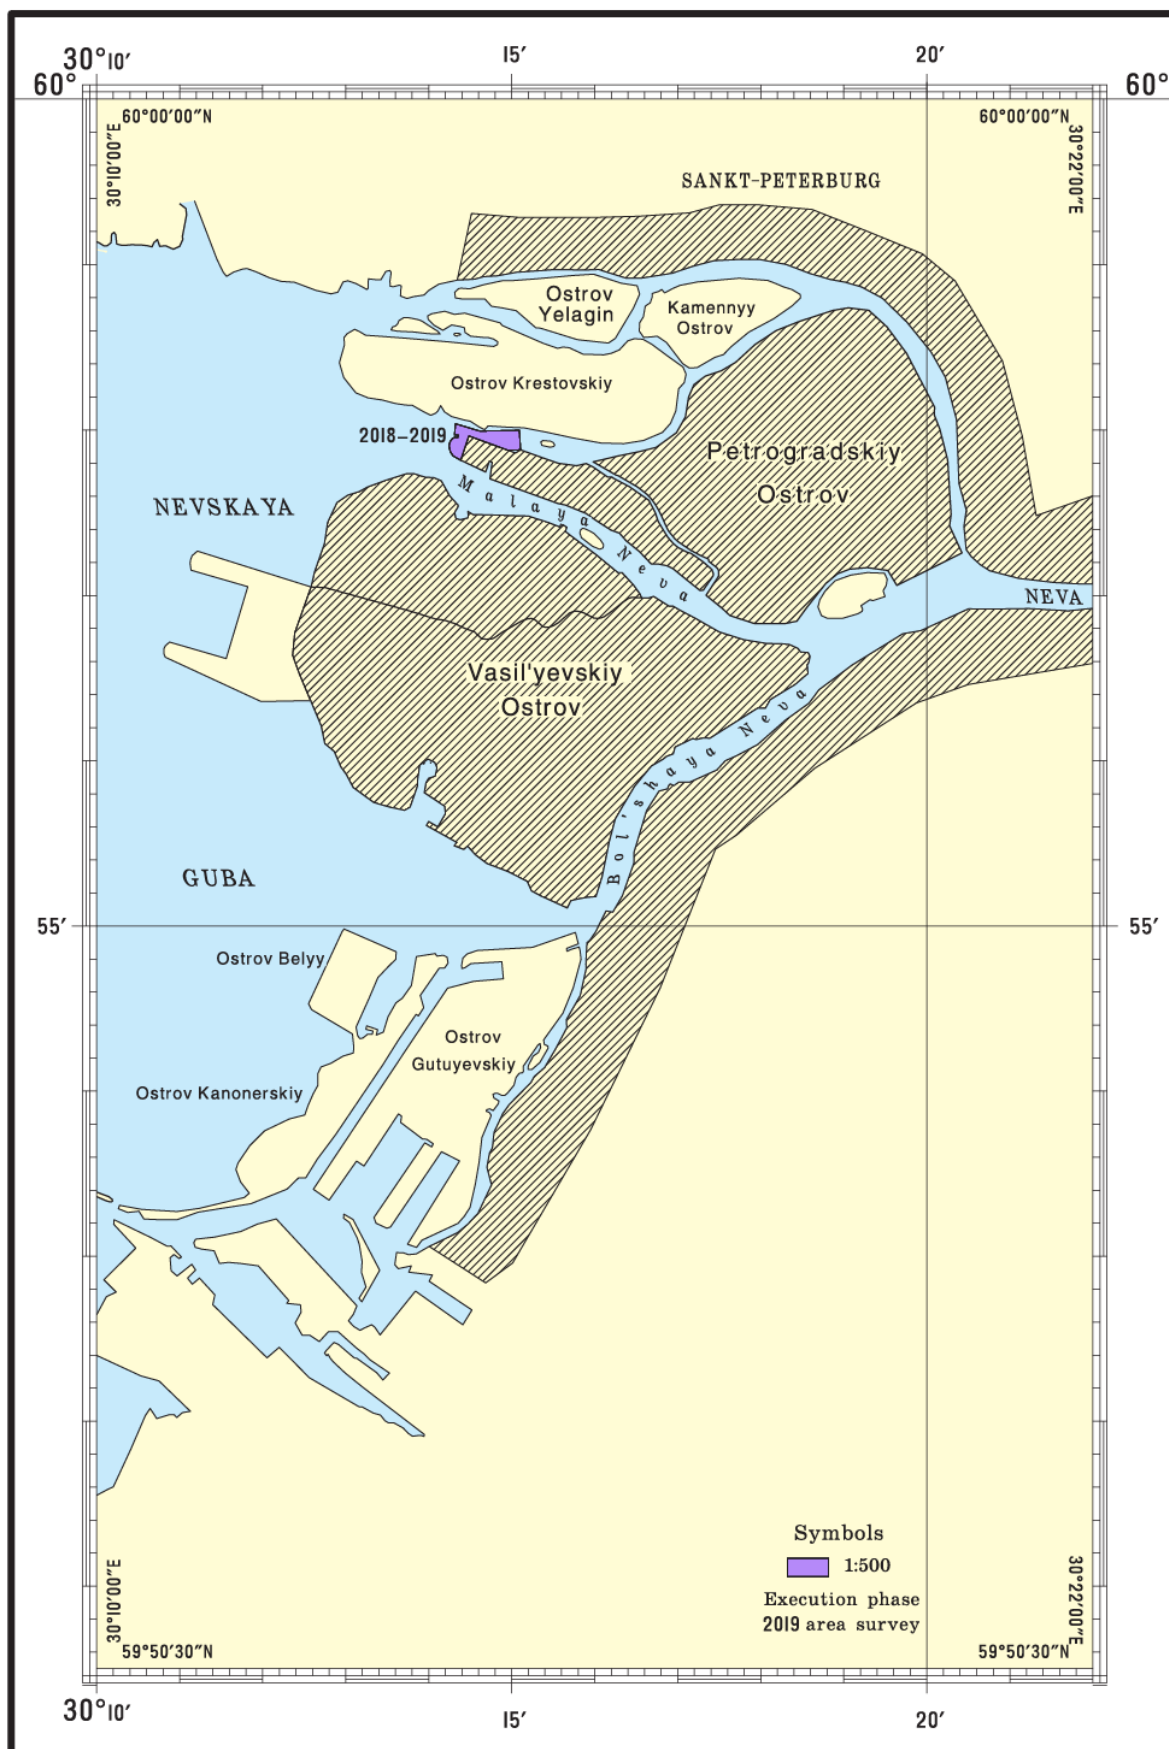 30°10′
15′
20′
60°
60°
60°00′00″N
60°00′00″N
30°10′00″E
30°22′00″E
SANKT-PETERBURG
Ostrov
Yelagin
Kamennyy
Ostrov
Ostrov Krestovskiy
2018–2019
Petrogradskiy
Ostrov
NEVSKAYA
Malaya Neva
NEVA
Vasil'yevskiy
Ostrov
Bol'shaya Neva
GUBA
55′
55′
Ostrov Belyy
Ostrov
Gutuyevskiy
Ostrov Kanonerskiy
Symbols
1:500
Execution phase
2019 area survey
30°10′00″E
30°22′00″E
59°50′30″N
59°50′30″N
30°10′
15′
20′